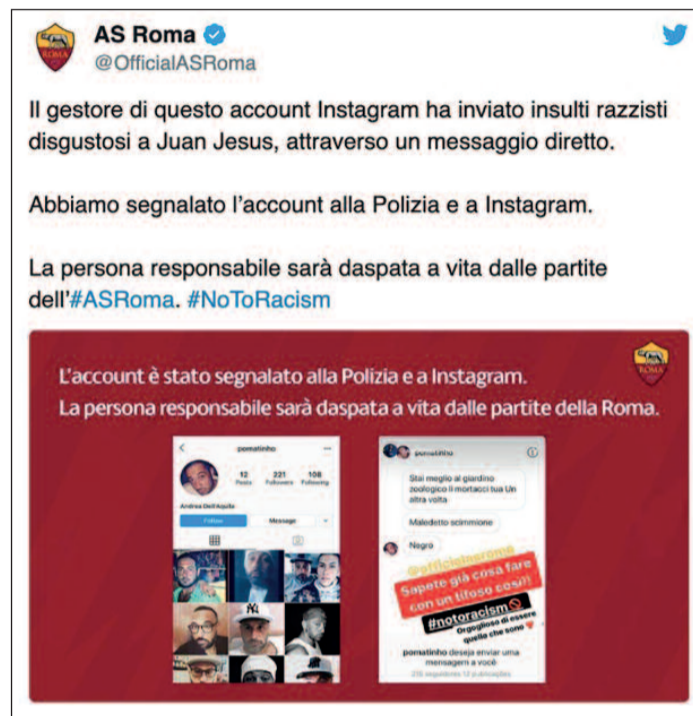 AS Roma
@OfficialASRoma
Il gestore di questo account Instagram ha inviato insulti razzisti
disgustosi a Juan Jesus, attraverso un messaggio diretto.
Abbiamo segnalato l'account alla Polizia e a Instagram.
La persona responsabile sarà daspata a vita dalle partite
dell'#ASRoma. #NoToRacism
ROMA
L'account è stato segnalato alla Polizia e a Instagram.
La persona responsabile sarà daspata a vita dalle partite della Roma.
pomatinho
12 221 106
Posts Followers Following
Andrea Dell'Aquila
Follow Message
pomatinho
Stai meglio al giardino
zoologico li mortacci tua Un
altra volta
Maledetto scimmione
Negro
@officialasroma
Sapete già cosa fare
con un tifoso così!!
#notoracism
Orgoglioso di essere
quello che sono
pomatinho deseja enviar uma
mensagem a você